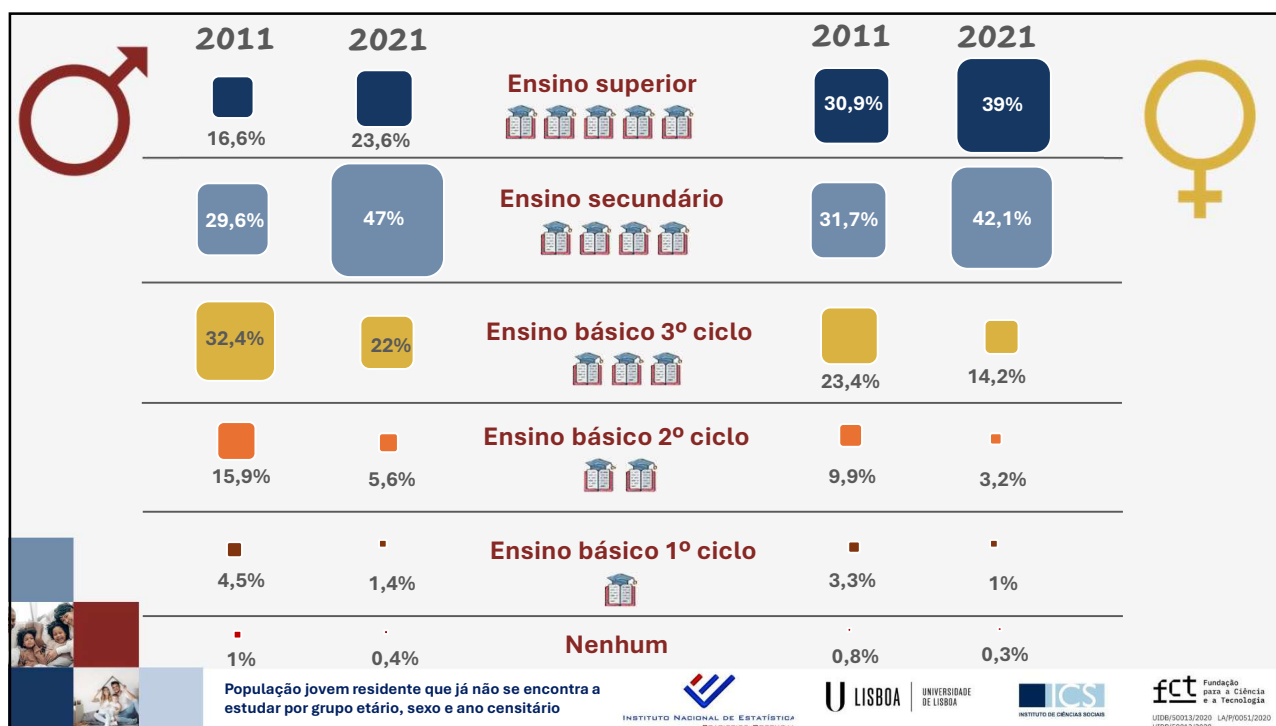 2011 2021 2011 2021
Ensino superior
16,6% 23,6% 30,9% 39%
Ensino secundário
29,6% 47% 31,7% 42,1%
Ensino básico 3º ciclo
32,4% 22% 23,4% 14,2%
Ensino básico 2º ciclo
15,9% 5,6% 9,9% 3,2%
Ensino básico 1º ciclo
4,5% 1,4% 3,3% 1%
Nenhum
1% 0,4% 0,8% 0,3%
População jovem residente que já não se encontra a
estudar por grupo etário, sexo e ano censitário
INSTITUTO NACIONAL DE ESTATÍSTICA
U LISBOA | UNIVERSIDADE
DE LISBOA
ICS
INSTITUTO DE CIÊNCIAS SOCIAIS
fct Fundação
para a Ciência
e a Tecnologia
UIDB/50013/2020 LA/P/0051/2020